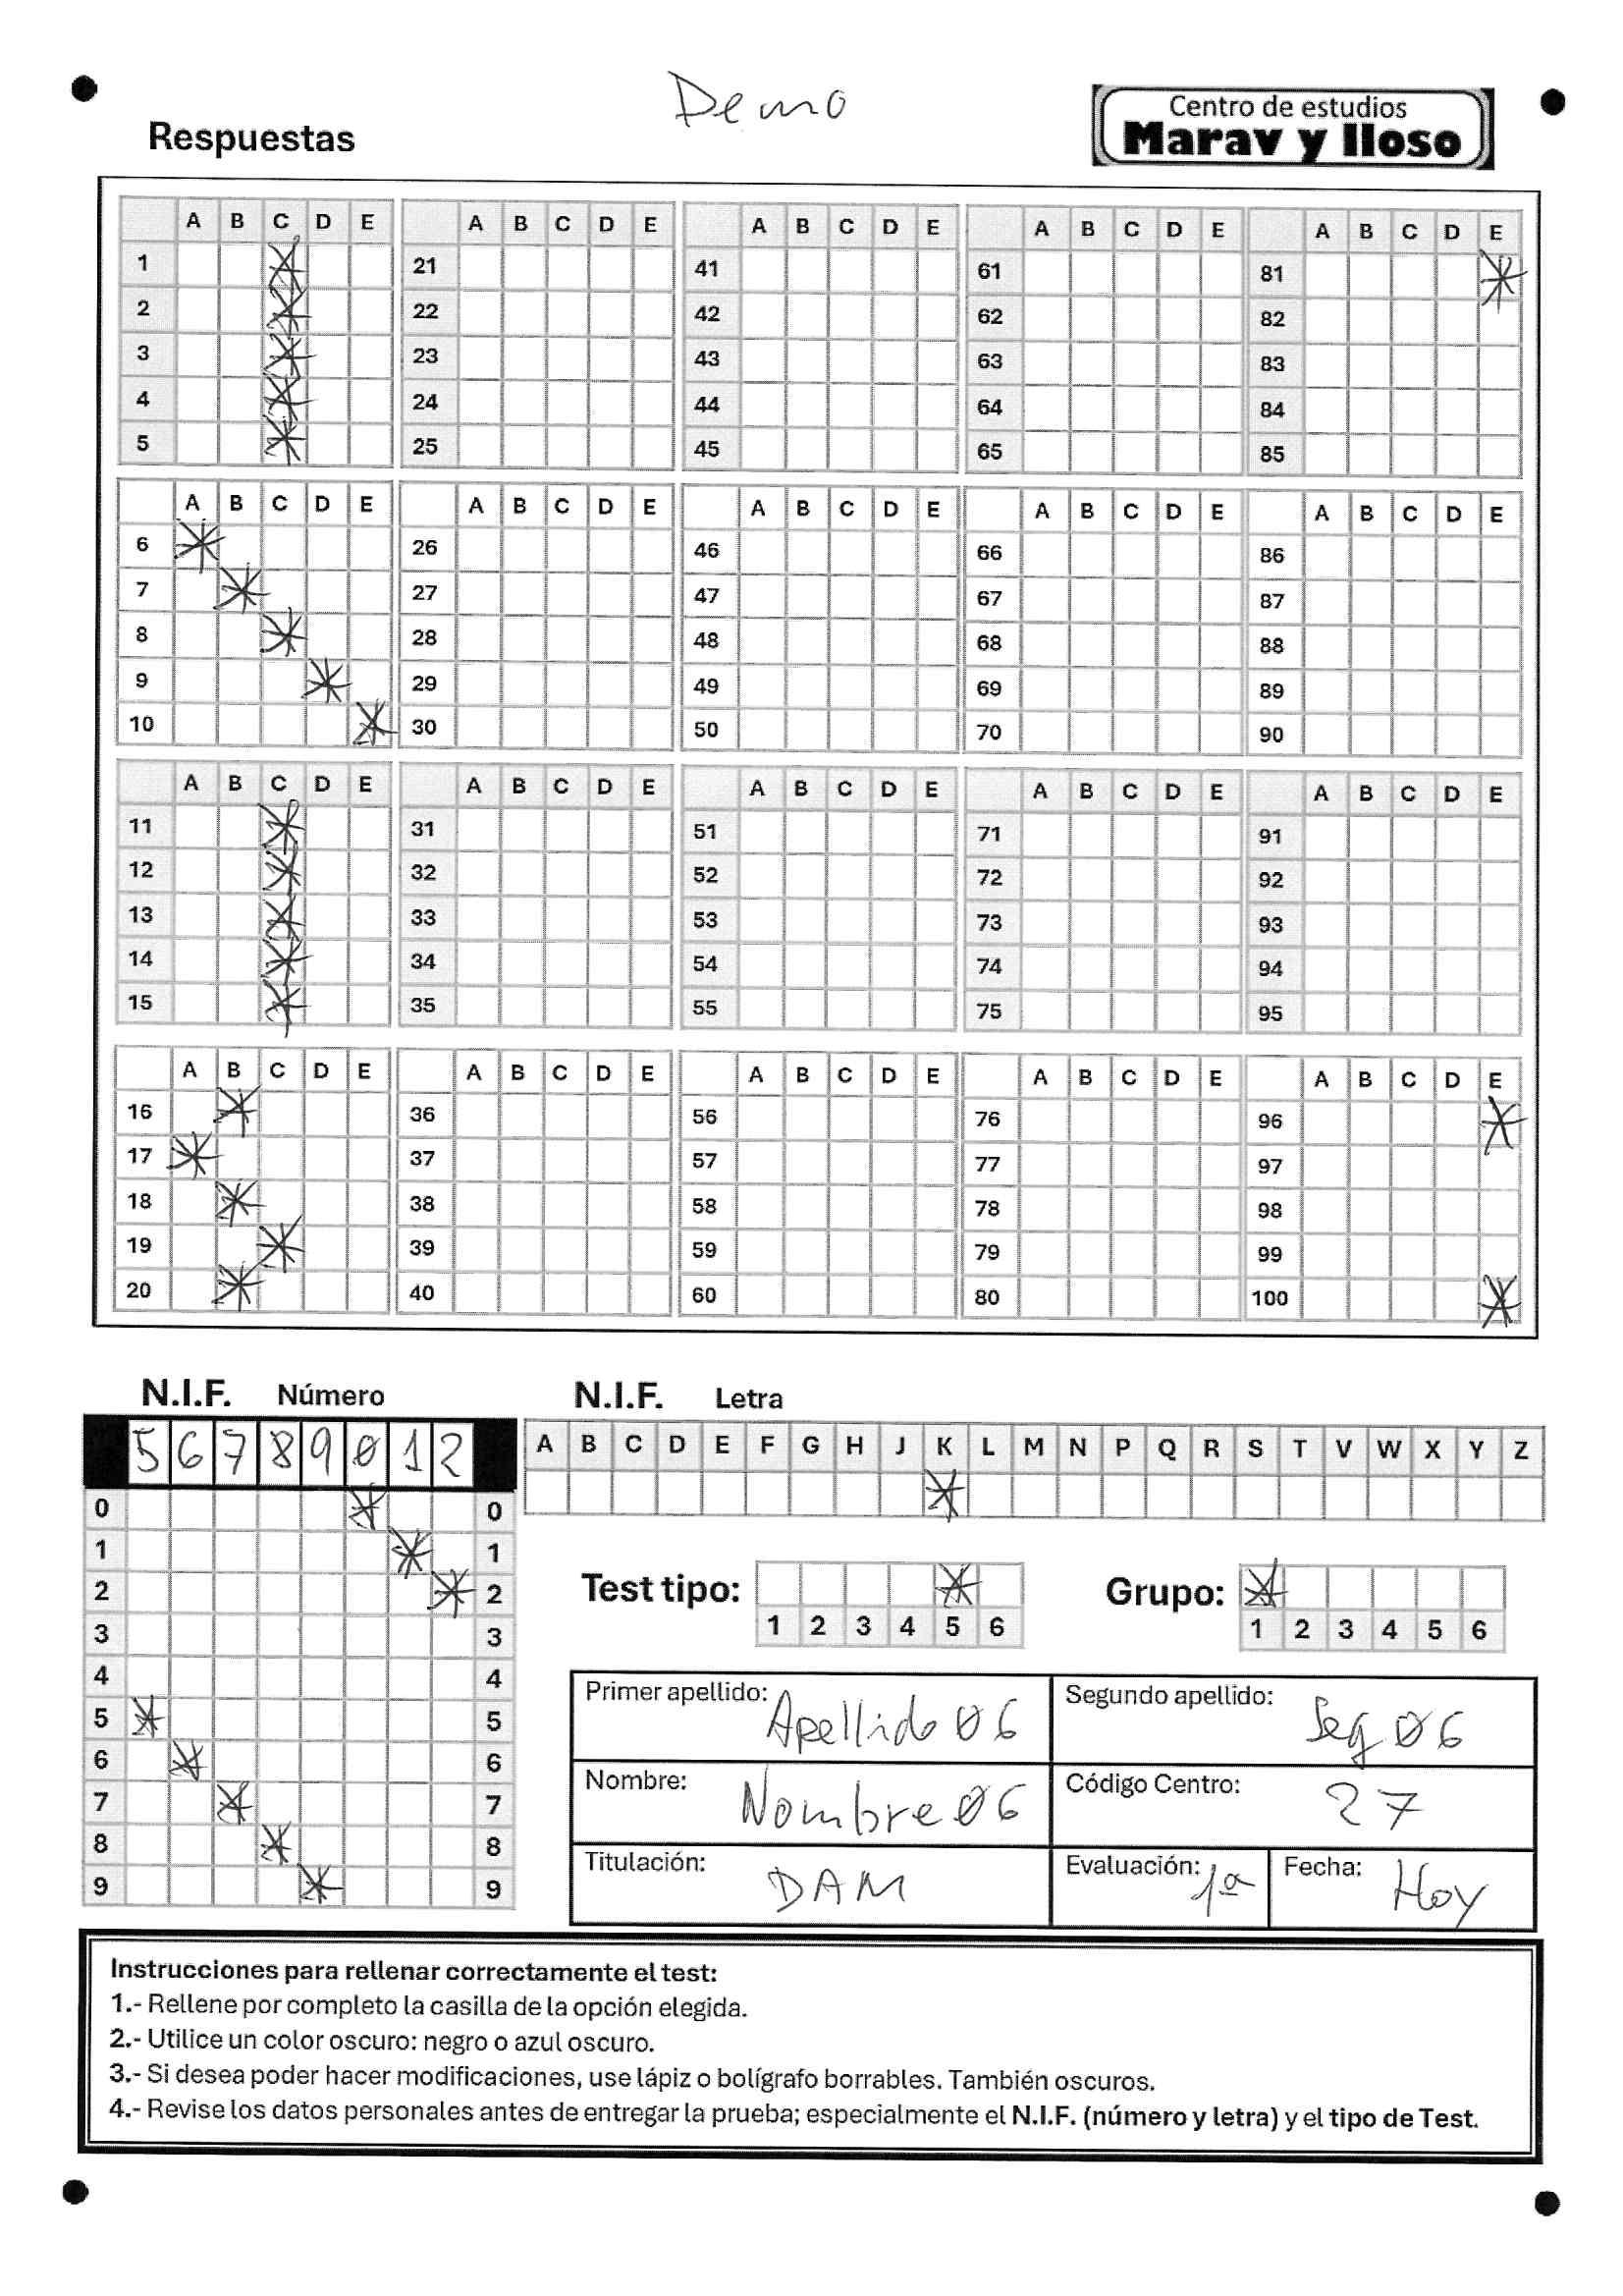 Demo
Respuestas
Centro de estudios
Marav y lloso
A B C D E A B C D E A B C D E A B C D E A B C D E
1 21 41 61 81
2 22 42 62 82
3 23 43 63 83
4 24 44 64 84
5 25 45 65 85
A B C D E A B C D E A B C D E A B C D E A B C D E
6 26 46 66 86
7 27 47 67 87
8 28 48 68 88
9 29 49 69 89
10 30 50 70 90
A B C D E A B C D E A B C D E A B C D E A B C D E
11 31 51 71 91
12 32 52 72 92
13 33 53 73 93
14 34 54 74 94
15 35 55 75 95
A B C D E A B C D E A B C D E A B C D E A B C D E
16 36 56 76 96
17 37 57 77 97
18 38 58 78 98
19 39 59 79 99
20 40 60 80 100
N.I.F. Número
5 6 7 8 9 0 1 2
0 0
1 1
2 2
3 3
4 4
5 5
6 6
7 7
8 8
9 9
N.I.F. Letra
A B C D E F G H J K L M N P Q R S T V W X Y Z
Test tipo:
1 2 3 4 5 6
Grupo:
1 2 3 4 5 6
Primer apellido: Apellido 06
Segundo apellido: Seg 06
Nombre: Nombre 06
Código Centro: 27
Titulación: DAM
Evaluación: 1ª
Fecha: Hoy
Instrucciones para rellenar correctamente el test:
1.- Rellene por completo la casilla de la opción elegida.
2.- Utilice un color oscuro: negro o azul oscuro.
3.- Si desea poder hacer modificaciones, use lápiz o bolígrafo borrables. También oscuros.
4.- Revise los datos personales antes de entregar la prueba; especialmente el N.I.F. (número y letra) y el tipo de Test.